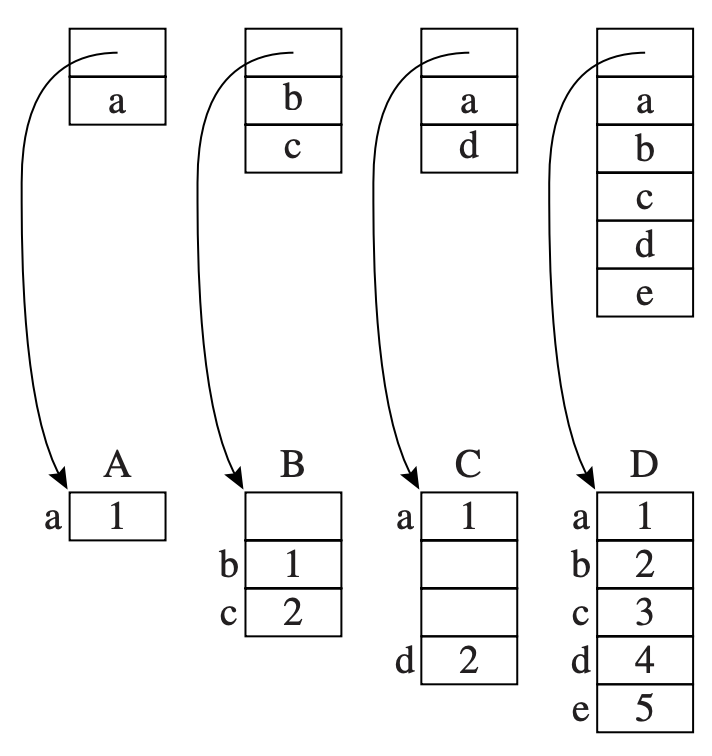 a b a a
c d b
c
d
e
A B C D
a 1 a 1 a 1
b 1 b 2
c 2 c 3
d 2 d 4
e 5